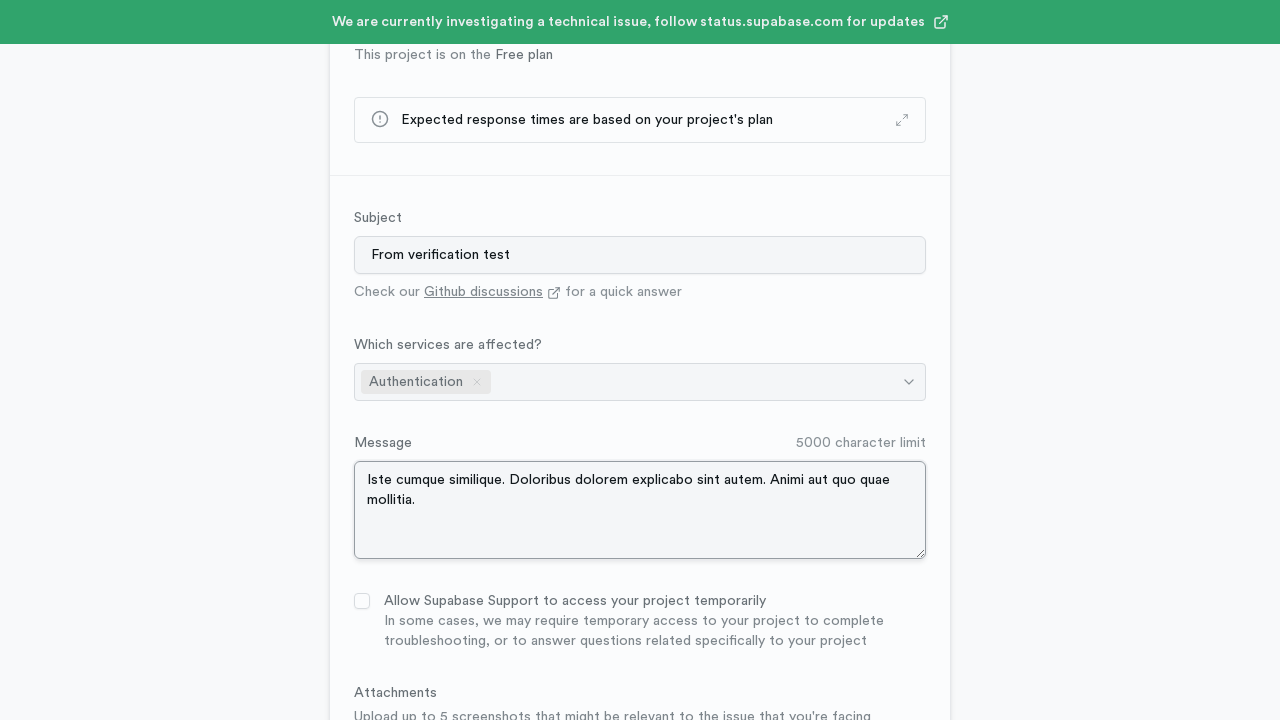 We are currently investigating a technical issue, follow status.supabase.com for updates
This project is on the Free plan
Expected response times are based on your project's plan
Subject
From verification test
Check our Github discussions for a quick answer
Which services are affected?
Authentication
Message 5000 character limit
Iste cumque similique. Doloribus dolorem explicabo sint autem. Animi aut quo quae
mollitia.
Allow Supabase Support to access your project temporarily
In some cases, we may require temporary access to your project to complete
troubleshooting, or to answer questions related specifically to your project
Attachments
Upload up to 5 screenshots that might be relevant to the issue that you're facing